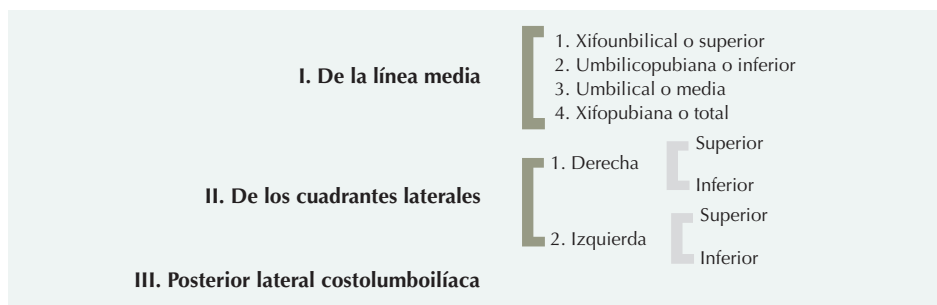 I. De la línea media
1. Xifounbilical o superior
2. Umbilicopubiana o inferior
3. Umbilical o media
4. Xifopubiana o total
II. De los cuadrantes laterales
1. Derecha
Superior
Inferior
2. Izquierda
Superior
Inferior
III. Posterior lateral costolumboilíaca